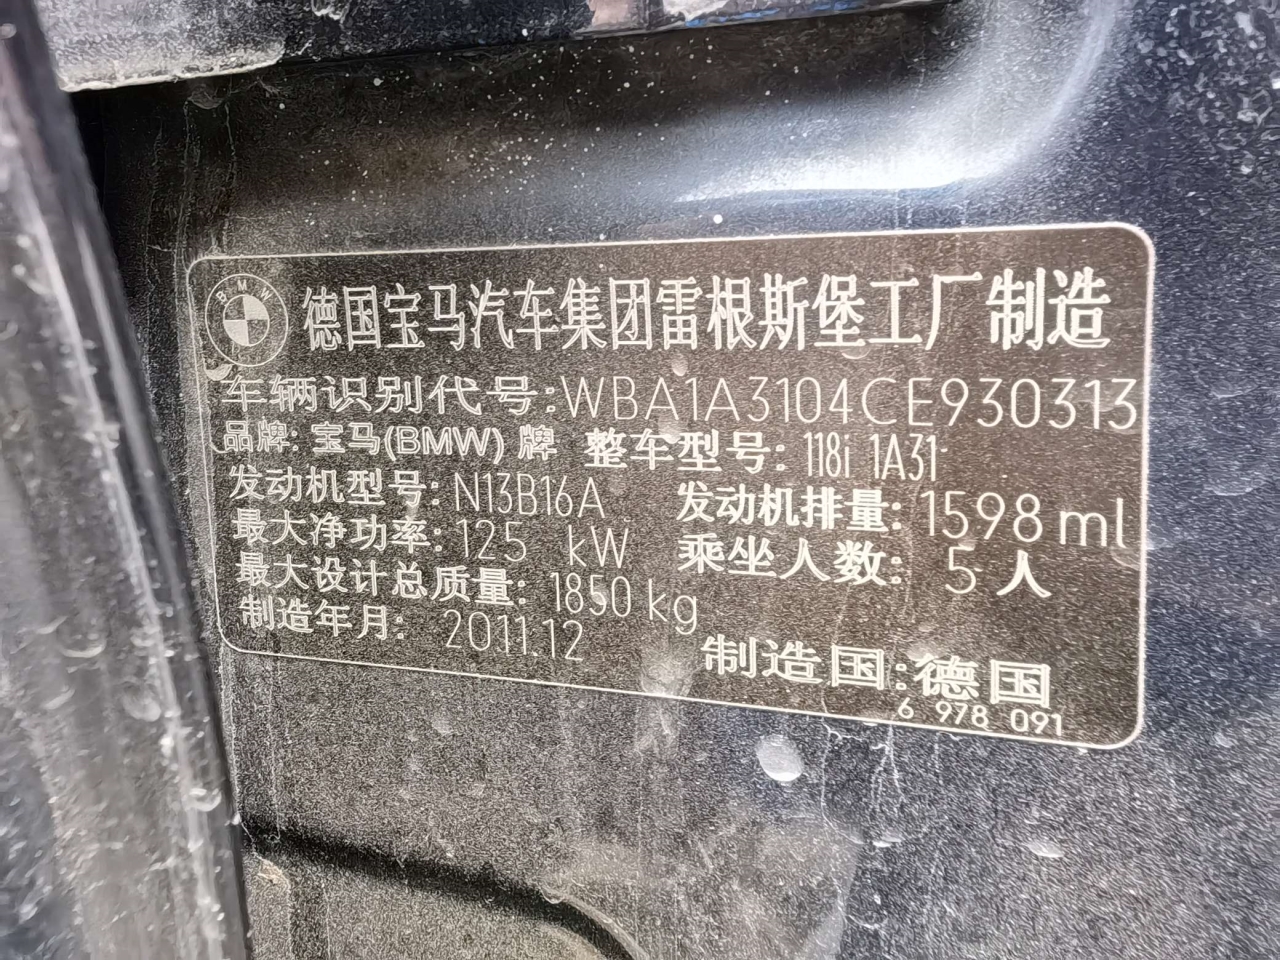 BMW
德国宝马汽车集团雷根斯堡工厂制造
车辆识别代号:WBA1A3104CE930313
品牌: 宝马(BMW) 牌 整车型号: 118i 1A31
发动机型号: N13B16A 发动机排量: 1598 ml
最大净功率: 125 kW 乘坐人数: 5 人
最大设计总质量: 1850 kg
制造年月: 2011.12 制造国:德国
6 978 091